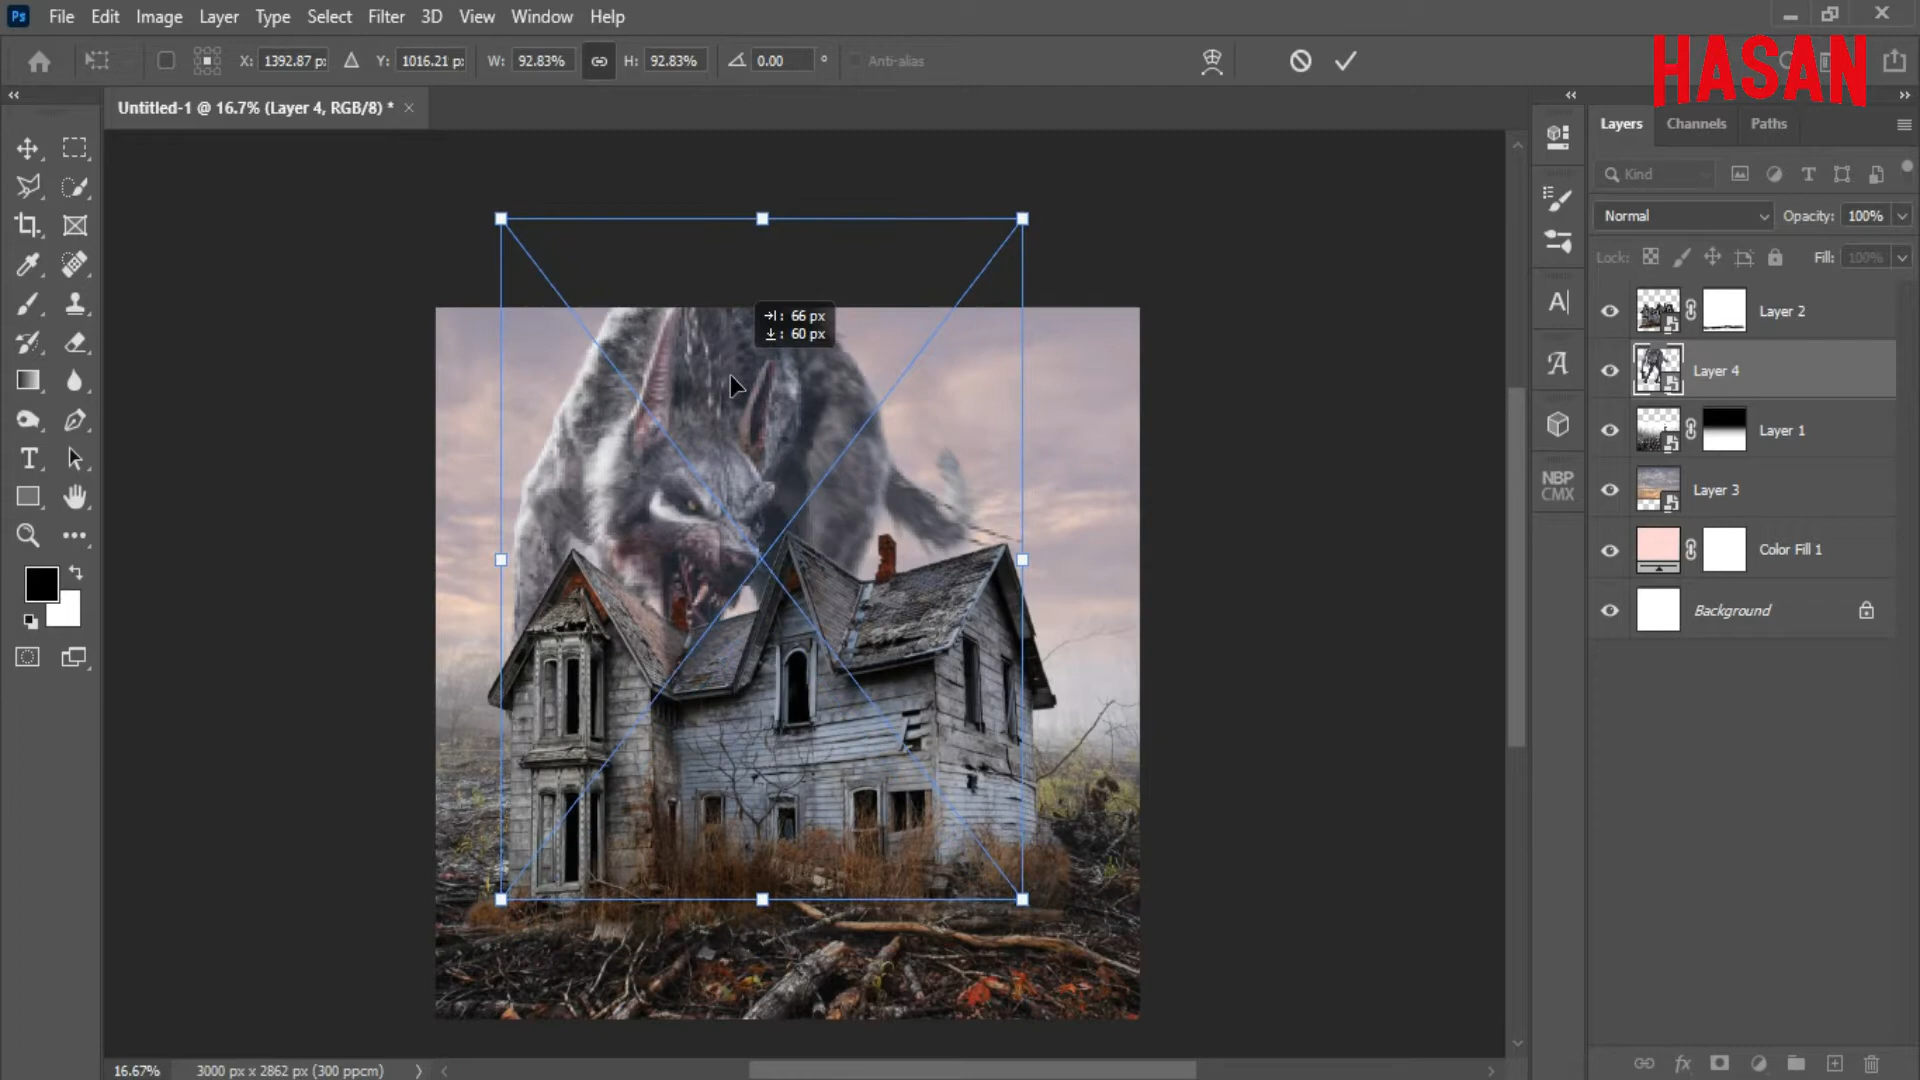 Ps File Edit Image Layer Type Select Filter 3D View Window Help
X: 1392.87 p Y: 1016.21 p W: 92.83% H: 92.83% 0.00 ° Anti-alias
HASAN
Untitled-1 @ 16.7% (Layer 4, RGB/8) * ×
Layers Channels Paths
Kind
Normal Opacity: 100%
Lock: Fill: 100%
Layer 2
: 66 px
: 60 px
Layer 4
Layer 1
NBP
CMX
Layer 3
Color Fill 1
Background
16.67% 3000 px x 2862 px (300 ppcm)